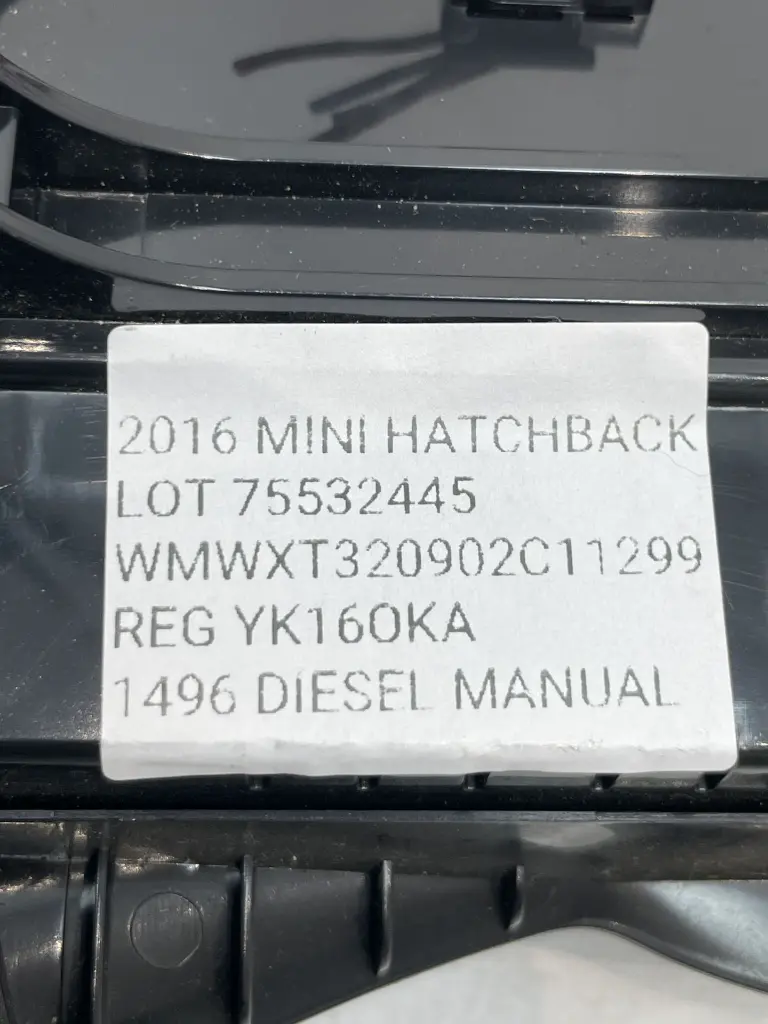 2016 MINI HATCHBACK
LOT 75532445
WMWXT320902C11299
REG YK16OKA
1496 DIESEL MANUAL